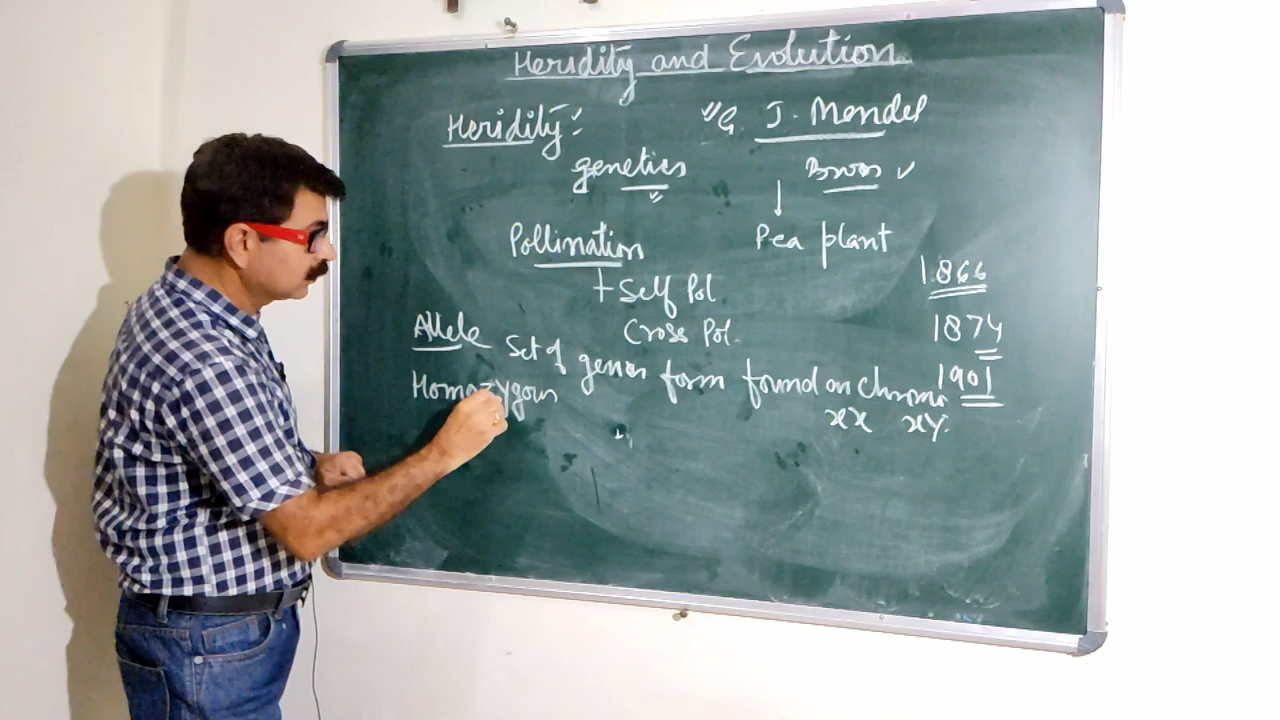 Heridity and Evolution
Heridity :-
genetics
"G. J. Mendel
Pea plant
Pollination
Self Pol
Cross Pol.
1866
1874
1901
Allele
Set of genes form found on chromo.
xx xy.
Homozygous